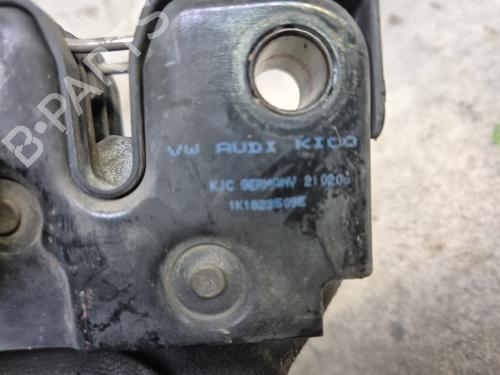 B-PARTS
VW AUDI KICO
KJC GERMANY 210206
1K1823509E